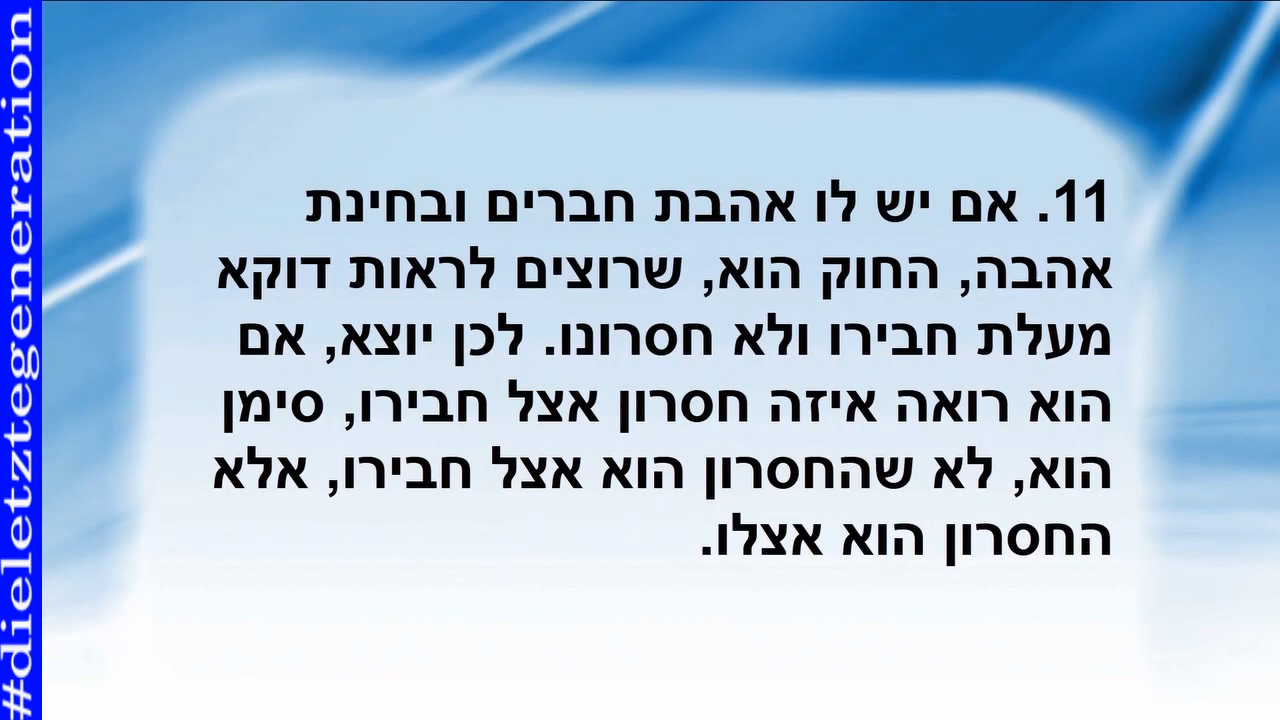 #dieletztegeneration
11. אם יש לו אהבת חברים ובחינת
אהבה, החוק הוא, שרוצים לראות דוקא
מעלת חבירו ולא חסרונו. לכן יוצא, אם
הוא רואה איזה חסרון אצל חבירו, סימן
הוא, לא שהחסרון הוא אצל חבירו, אלא
החסרון הוא אצלו.